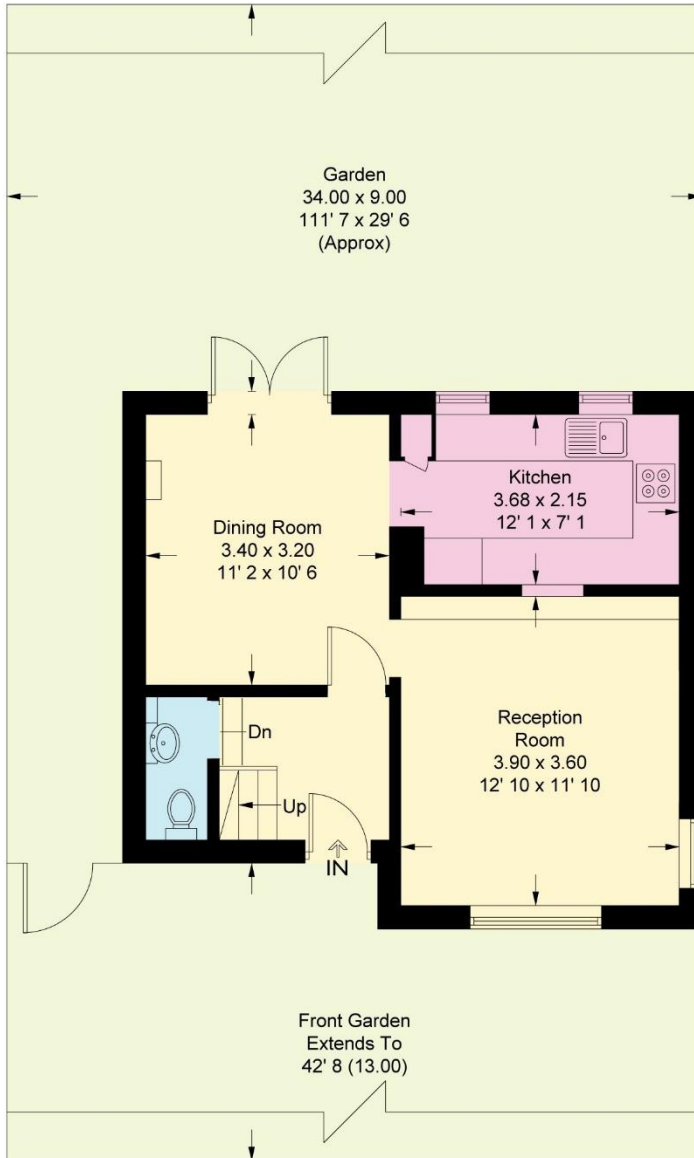 Garden
34.00 x 9.00
111' 7 x 29' 6
(Approx)
Kitchen
3.68 x 2.15
12' 1 x 7' 1
Dining Room
3.40 x 3.20
11' 2 x 10' 6
Reception
Room
3.90 x 3.60
12' 10 x 11' 10
Dn
Up
IN
Front Garden
Extends To
42' 8 (13.00)